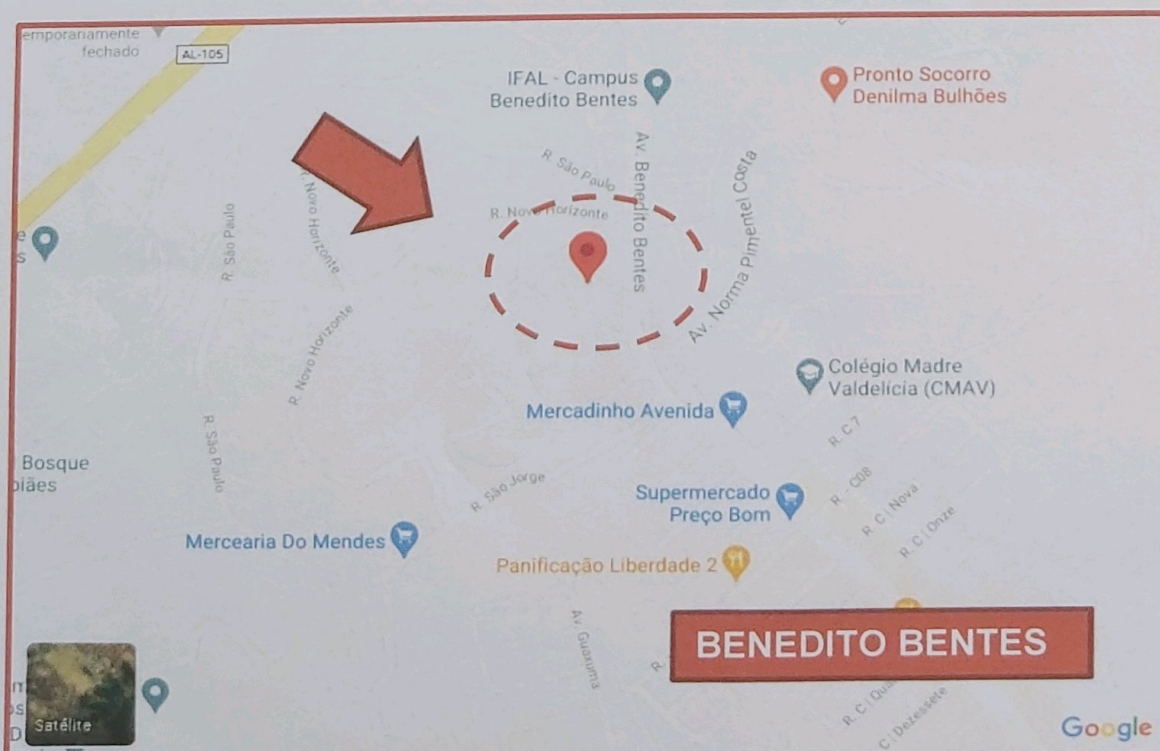 emporariamente
fechado
AL-105
IFAL - Campus
Benedito Bentes
Pronto Socorro
Denilma Bulhões
R. São Paulo
Av. Benedito Bentes
Av. Norma Pimentel Costa
R. Novo Horizonte
R. Novo Horizonte
R. São Paulo
e
s
R. Novo Horizonte
Colégio Madre
Valdelícia (CMAV)
Mercadinho Avenida
R. C 7
R. São Paulo
Bosque
R. São Jorge
R. - C08
Supermercado
Preço Bom
R. C | Nova
R. C | Onze
Mercearia Do Mendes
Panificação Liberdade 2
Av. Guaxuma
BENEDITO BENTES
R.
R. C | Qua
C | Dezessete
Satélite
Google